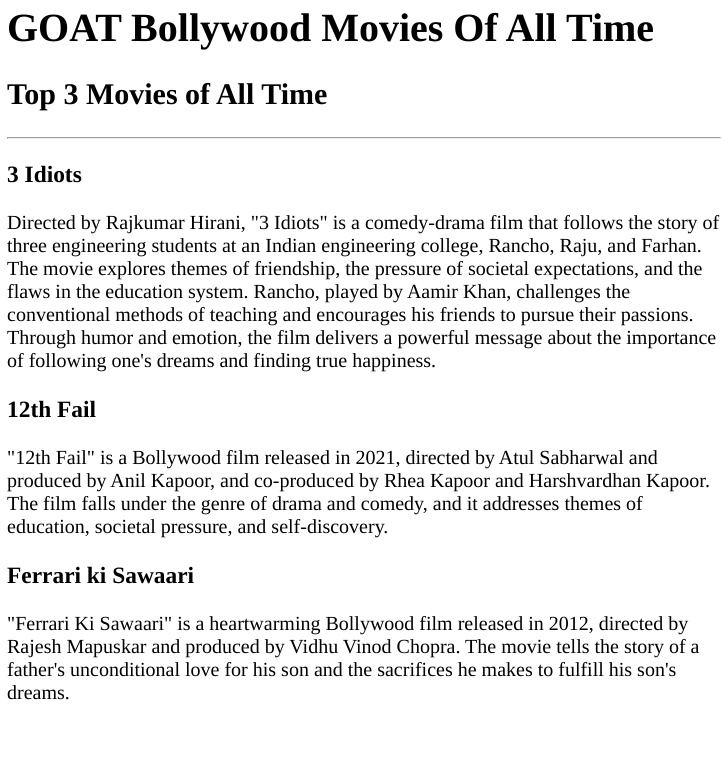 GOAT Bollywood Movies Of All Time
Top 3 Movies of All Time
3 Idiots
Directed by Rajkumar Hirani, "3 Idiots" is a comedy-drama film that follows the story of
three engineering students at an Indian engineering college, Rancho, Raju, and Farhan.
The movie explores themes of friendship, the pressure of societal expectations, and the
flaws in the education system. Rancho, played by Aamir Khan, challenges the
conventional methods of teaching and encourages his friends to pursue their passions.
Through humor and emotion, the film delivers a powerful message about the importance
of following one's dreams and finding true happiness.
12th Fail
"12th Fail" is a Bollywood film released in 2021, directed by Atul Sabharwal and
produced by Anil Kapoor, and co-produced by Rhea Kapoor and Harshvardhan Kapoor.
The film falls under the genre of drama and comedy, and it addresses themes of
education, societal pressure, and self-discovery.
Ferrari ki Sawaari
"Ferrari Ki Sawaari" is a heartwarming Bollywood film released in 2012, directed by
Rajesh Mapuskar and produced by Vidhu Vinod Chopra. The movie tells the story of a
father's unconditional love for his son and the sacrifices he makes to fulfill his son's
dreams.